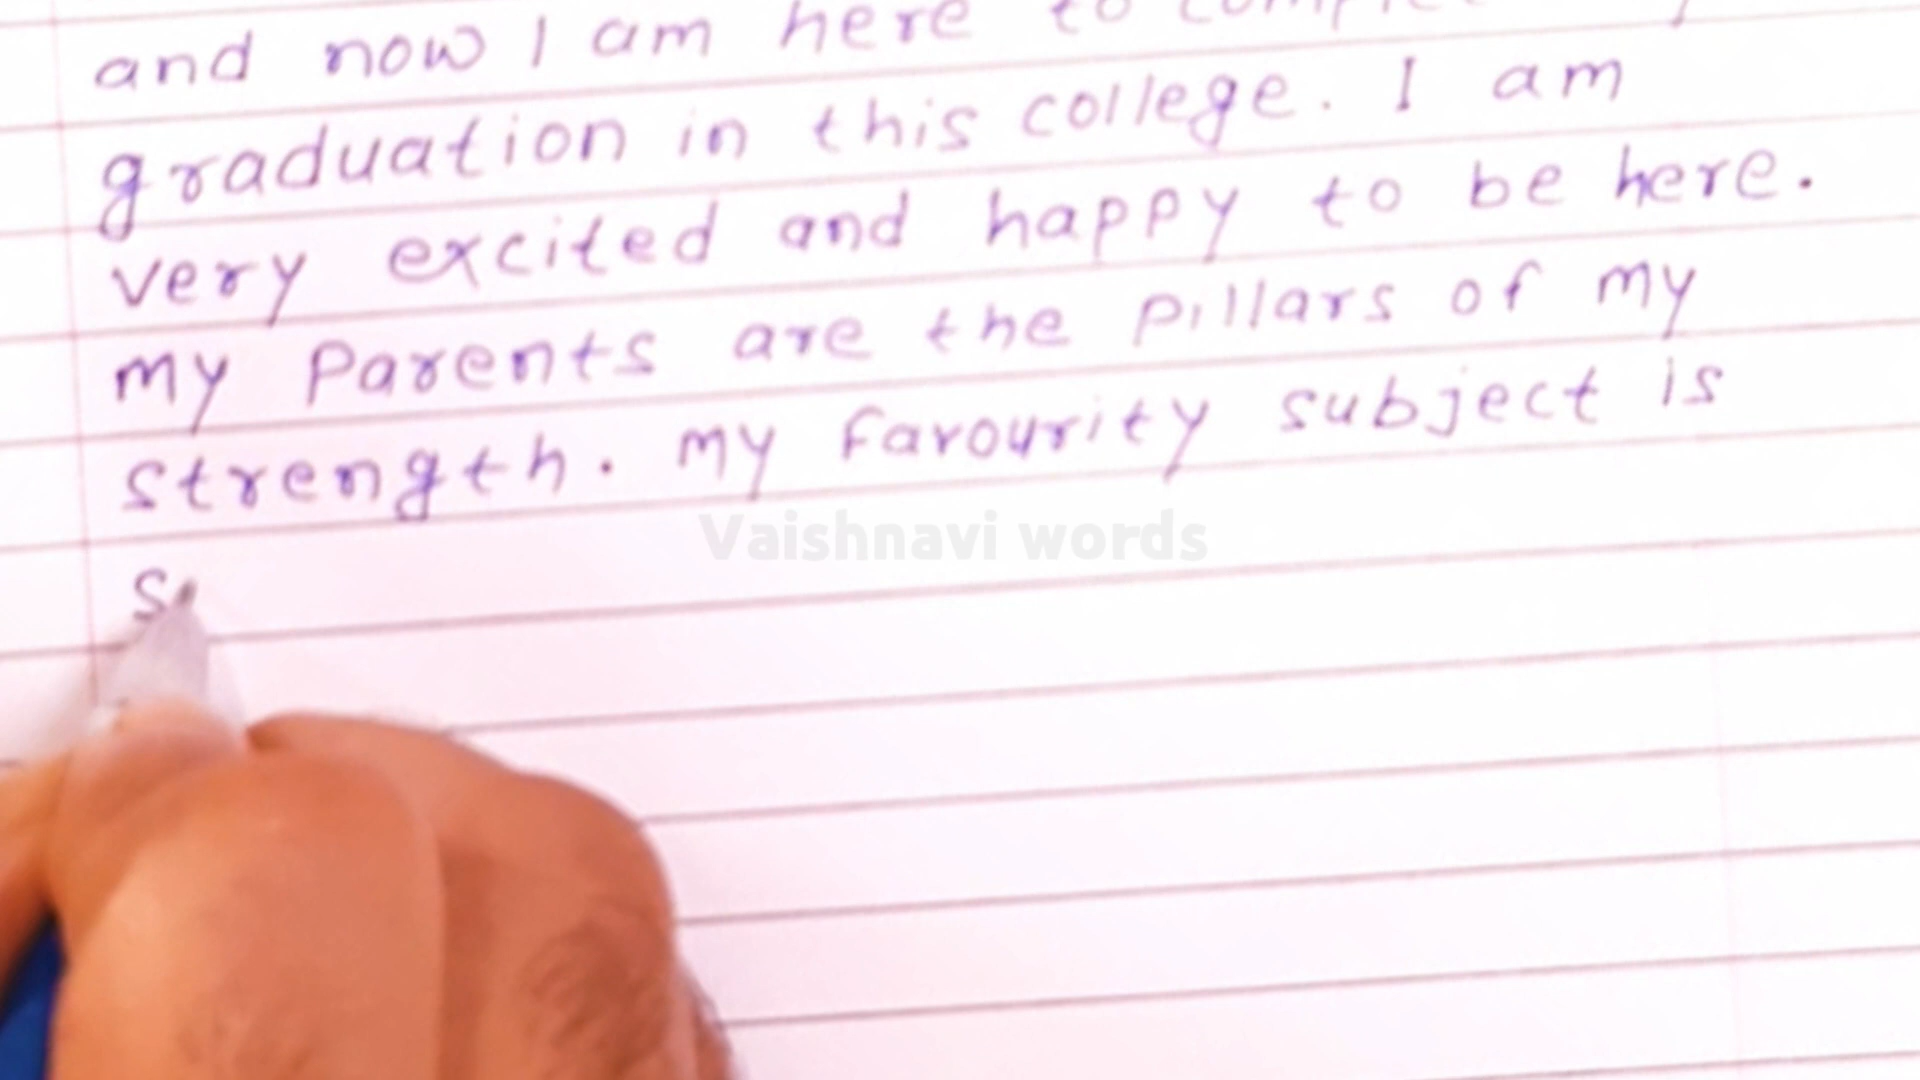 and now I am here to
graduation in this college. I am
very excited and happy to be here.
my Parents are the pillars of my
strength. my favourity subject is
Vaishnavi words